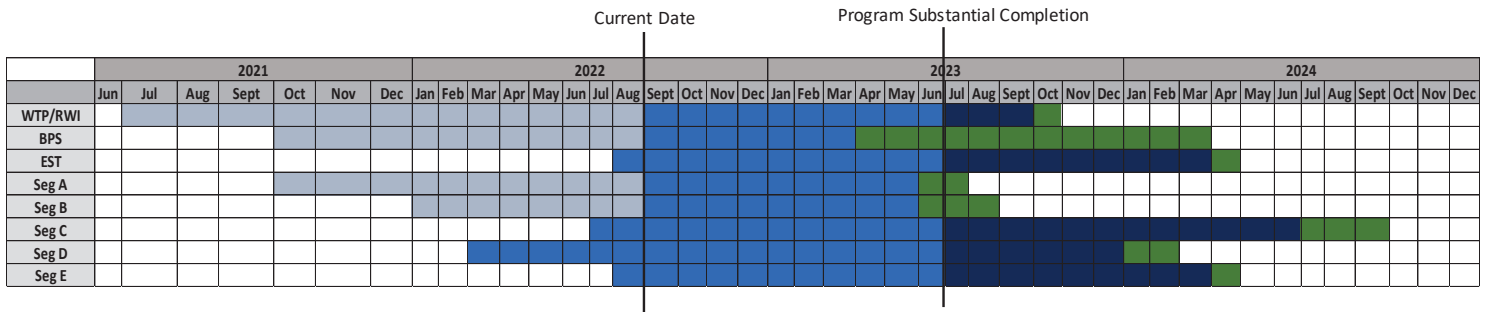 Current Date
Program Substantial Completion
2021 2022 2023 2024
Jun Jul Aug Sept Oct Nov Dec Jan Feb Mar Apr May Jun Jul Aug Sept Oct Nov Dec Jan Feb Mar Apr May Jun Jul Aug Sept Oct Nov Dec Jan Feb Mar Apr May Jun Jul Aug Sept Oct Nov Dec
WTP/RWI
BPS
EST
Seg A
Seg B
Seg C
Seg D
Seg E